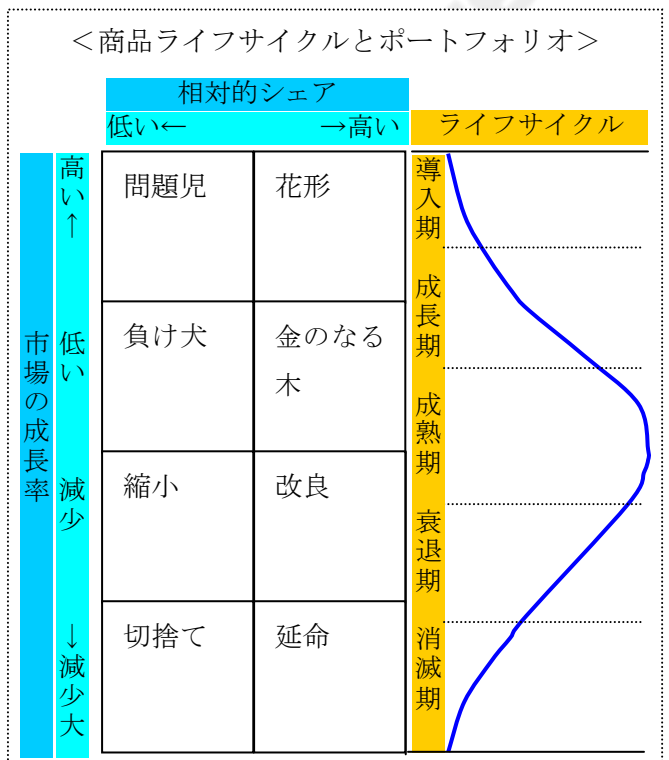 <商品ライフサイクルとポートフォリオ>
相対的シェア
低い← →高い
ライフサイクル
市場の成長率
高い↑
低い
減少
↓減少大
問題児
花形
負け犬
金のなる
木
縮小
改良
切捨て
延命
導入期
成長期
成熟期
衰退期
消滅期